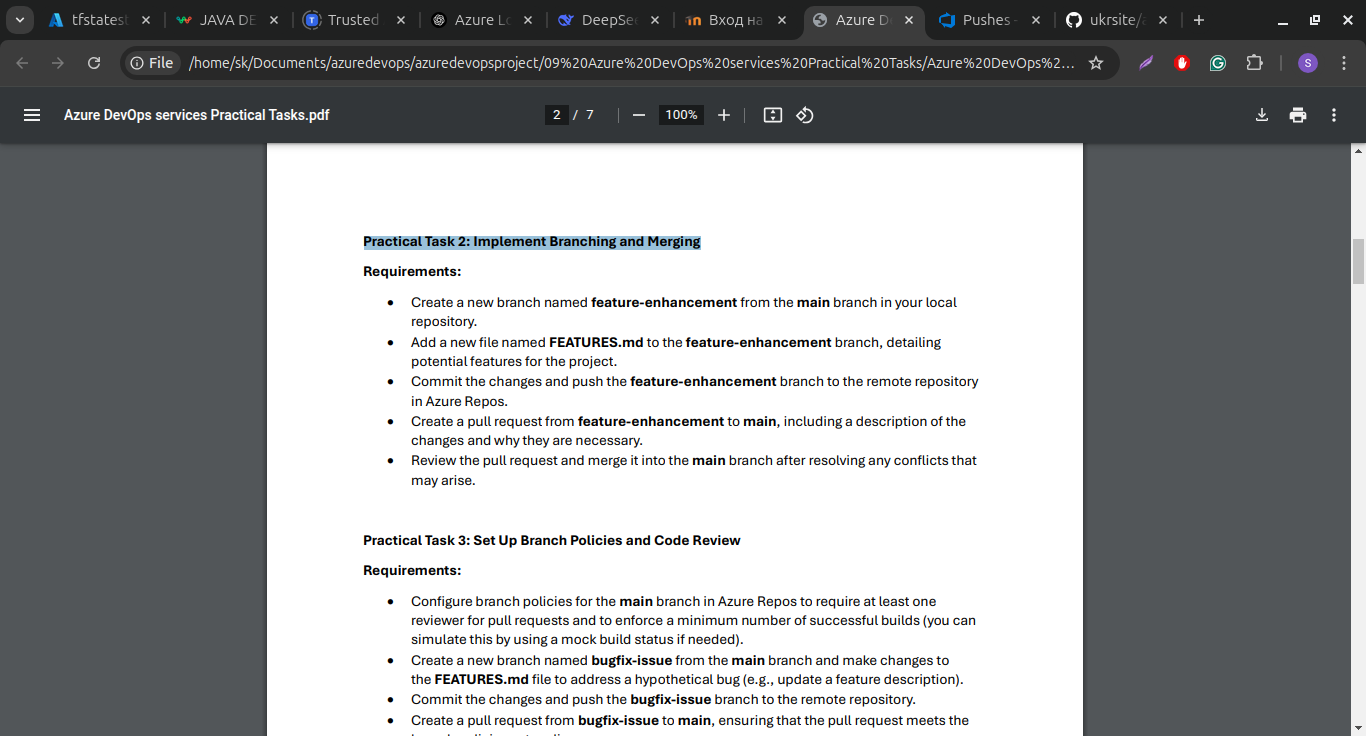 tfstates
JAVA DE
Trusted
Azure Lo
DeepSee
Вход на
Azure D
Pushes -
ukrsite/a
File
/home/sk/Documents/azuredevops/azuredevopsproject/09%20Azure%20DevOps%20services%20Practical%20Tasks/Azure%20DevOps%2...
S
Azure DevOps services Practical Tasks.pdf
2 / 7
100%
Practical Task 2: Implement Branching and Merging
Requirements:
• Create a new branch named feature-enhancement from the main branch in your local
repository.
• Add a new file named FEATURES.md to the feature-enhancement branch, detailing
potential features for the project.
• Commit the changes and push the feature-enhancement branch to the remote repository
in Azure Repos.
• Create a pull request from feature-enhancement to main, including a description of the
changes and why they are necessary.
• Review the pull request and merge it into the main branch after resolving any conflicts that
may arise.
Practical Task 3: Set Up Branch Policies and Code Review
Requirements:
• Configure branch policies for the main branch in Azure Repos to require at least one
reviewer for pull requests and to enforce a minimum number of successful builds (you can
simulate this by using a mock build status if needed).
• Create a new branch named bugfix-issue from the main branch and make changes to
the FEATURES.md file to address a hypothetical bug (e.g., update a feature description).
• Commit the changes and push the bugfix-issue branch to the remote repository.
• Create a pull request from bugfix-issue to main, ensuring that the pull request meets the